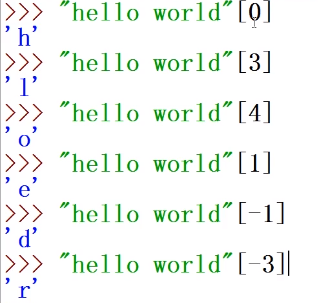 >>> "hello world"[0]
'h'
>>> "hello world"[3]
'l'
>>> "hello world"[4]
'o'
>>> "hello world"[1]
'e'
>>> "hello world"[-1]
'd'
>>> "hello world"[-3]
'r'